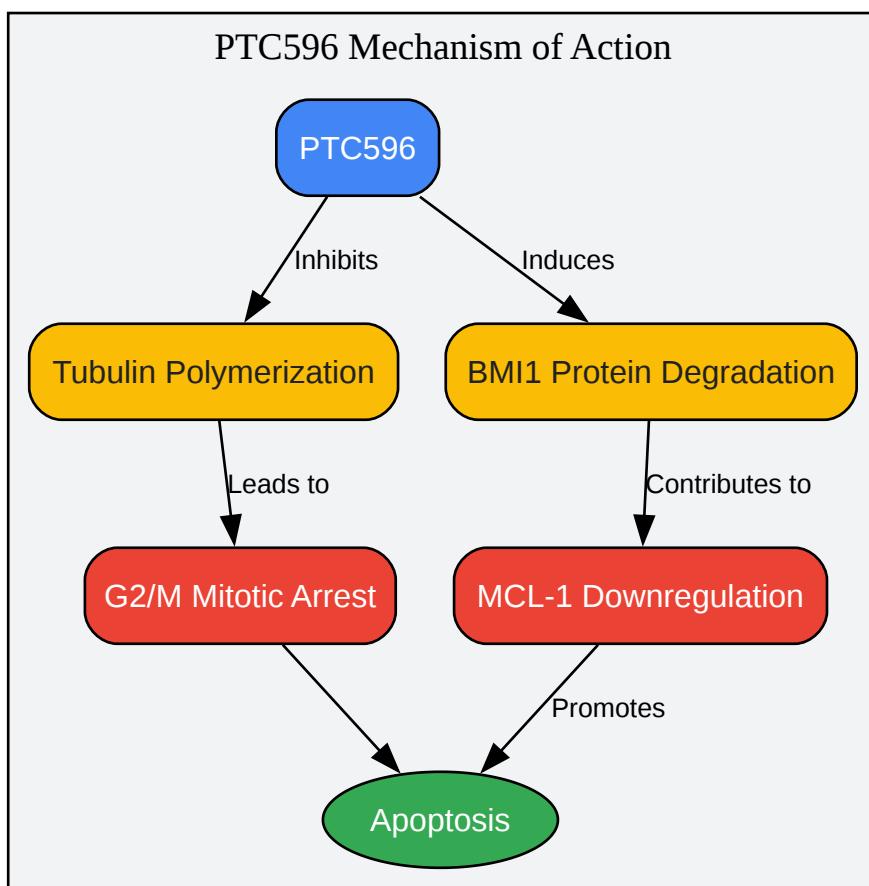 PTC596 Mechanism of Action
PTC596
Inhibits
Induces
Tubulin Polymerization
BMI1 Protein Degradation
Leads to
Contributes to
G2/M Mitotic Arrest
MCL-1 Downregulation
Promotes
Apoptosis